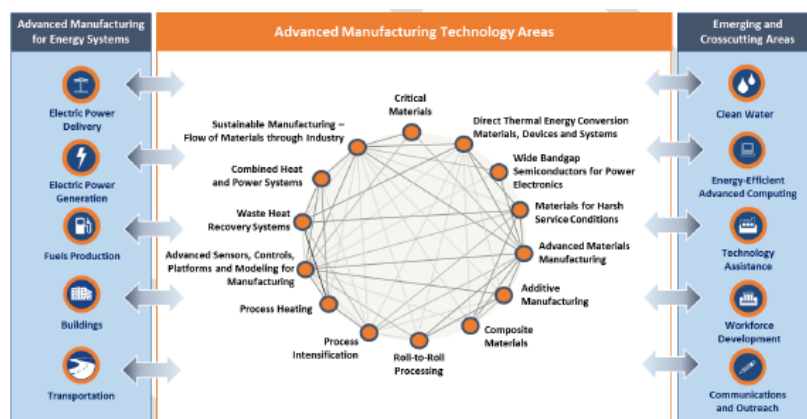 Advanced Manufacturing
for Energy Systems
Electric Power
Delivery
Electric Power
Generation
Fuels Production
Buildings
Transportation
Advanced Manufacturing Technology Areas
Critical
Materials
Direct Thermal Energy Conversion
Materials, Devices and Systems
Wide Bandgap
Semiconductors for Power
Electronics
Materials for Harsh
Service Conditions
Advanced Materials
Manufacturing
Additive
Manufacturing
Composite
Materials
Roll-to-Roll
Processing
Process
Intensification
Process Heating
Advanced Sensors, Controls,
Platforms and Modeling for
Manufacturing
Waste Heat
Recovery Systems
Combined Heat
and Power Systems
Sustainable Manufacturing –
Flow of Materials through Industry
Emerging and
Crosscutting Areas
Clean Water
Energy-Efficient
Advanced Computing
Technology
Assistance
Workforce
Development
Communications
and Outreach